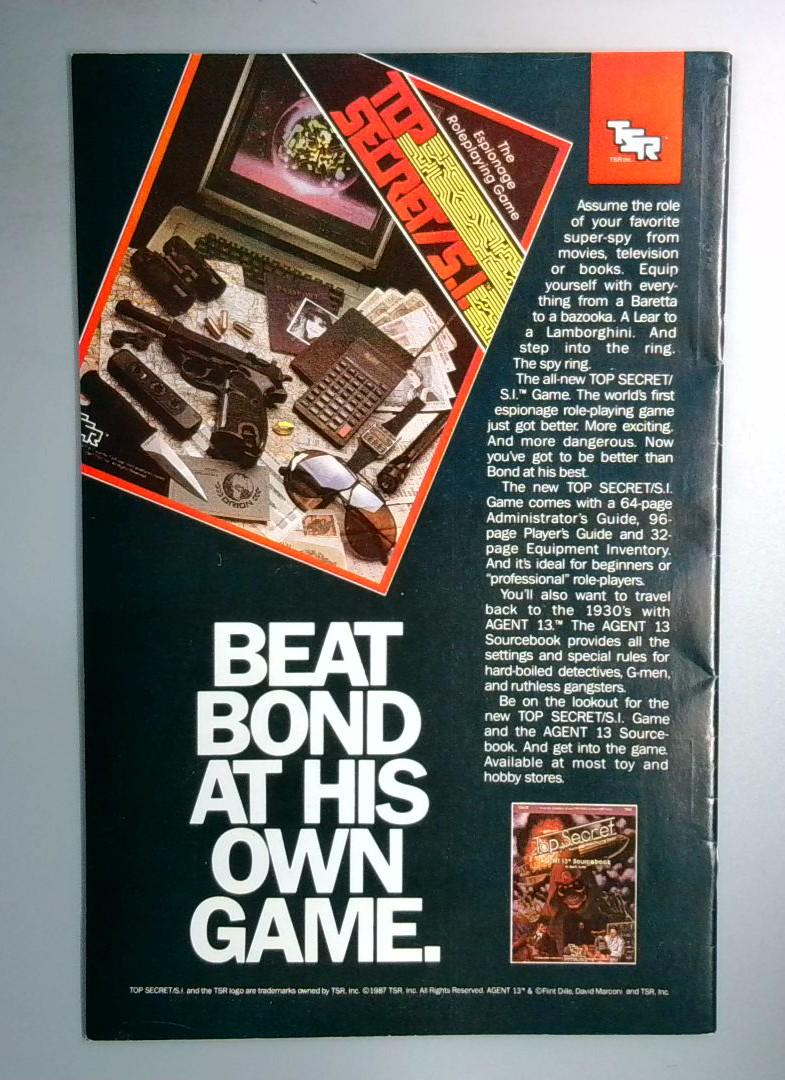 TOP
SECRET/S.I.
The
Espionage
Roleplaying Game
TSR
TSR, Inc.
Assume the role
of your favorite
super-spy from
movies, television
or books. Equip
yourself with every-
thing from a Baretta
to a bazooka. A Lear to
a Lamborghini. And
step into the ring.
The spy ring.
The all-new TOP SECRET/
S.I.™ Game. The world's first
espionage role-playing game
just got better. More exciting.
And more dangerous. Now
you've got to be better than
Bond at his best.
The new TOP SECRET/S.I.
Game comes with a 64-page
Administrator's Guide, 96-
page Player's Guide and 32-
page Equipment Inventory.
And it's ideal for beginners or
"professional" role-players.
You'll also want to travel
back to the 1930's with
AGENT 13.™ The AGENT 13
Sourcebook provides all the
settings and special rules for
hard-boiled detectives, G-men,
and ruthless gangsters.
Be on the lookout for the
new TOP SECRET/S.I. Game
and the AGENT 13 Source-
book. And get into the game.
Available at most toy and
hobby stores.
ORION
BEAT
BOND
AT HIS
OWN
GAME.
Top Secret
13™ Sourcebook
TOP SECRET/S.I. and the TSR logo are trademarks owned by TSR, Inc. ©1987 TSR, Inc. All Rights Reserved. AGENT 13™ & ©Flint Dille, David Marconi and TSR, Inc.